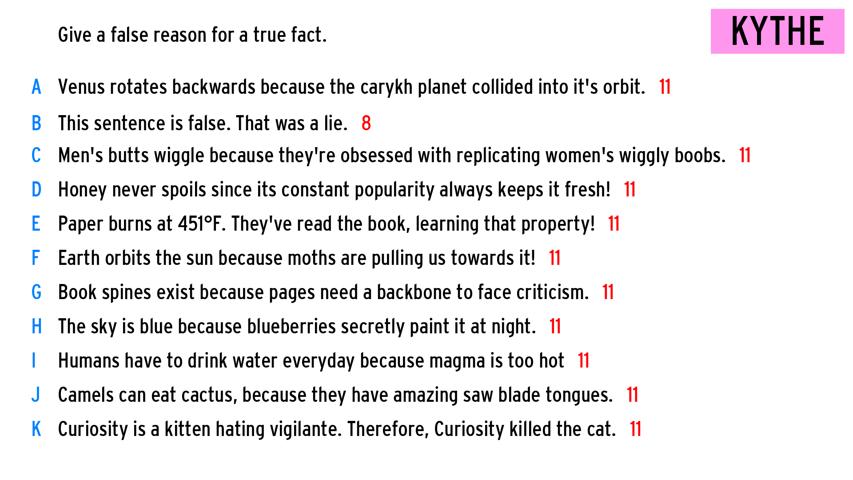 Give a false reason for a true fact.
KYTHE
A Venus rotates backwards because the carykh planet collided into it's orbit. 11
B This sentence is false. That was a lie. 8
C Men's butts wiggle because they're obsessed with replicating women's wiggly boobs. 11
D Honey never spoils since its constant popularity always keeps it fresh! 11
E Paper burns at 451°F. They've read the book, learning that property! 11
F Earth orbits the sun because moths are pulling us towards it! 11
G Book spines exist because pages need a backbone to face criticism. 11
H The sky is blue because blueberries secretly paint it at night. 11
I Humans have to drink water everyday because magma is too hot 11
J Camels can eat cactus, because they have amazing saw blade tongues. 11
K Curiosity is a kitten hating vigilante. Therefore, Curiosity killed the cat. 11